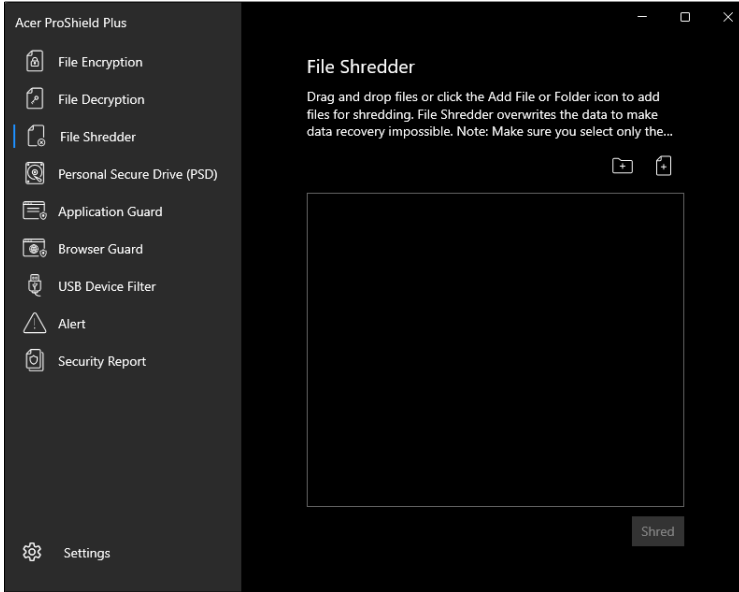 Acer ProShield Plus
File Encryption
File Decryption
File Shredder
Personal Secure Drive (PSD)
Application Guard
Browser Guard
USB Device Filter
Alert
Security Report
Settings
File Shredder
Drag and drop files or click the Add File or Folder icon to add
files for shredding. File Shredder overwrites the data to make
data recovery impossible. Note: Make sure you select only the...
Shred